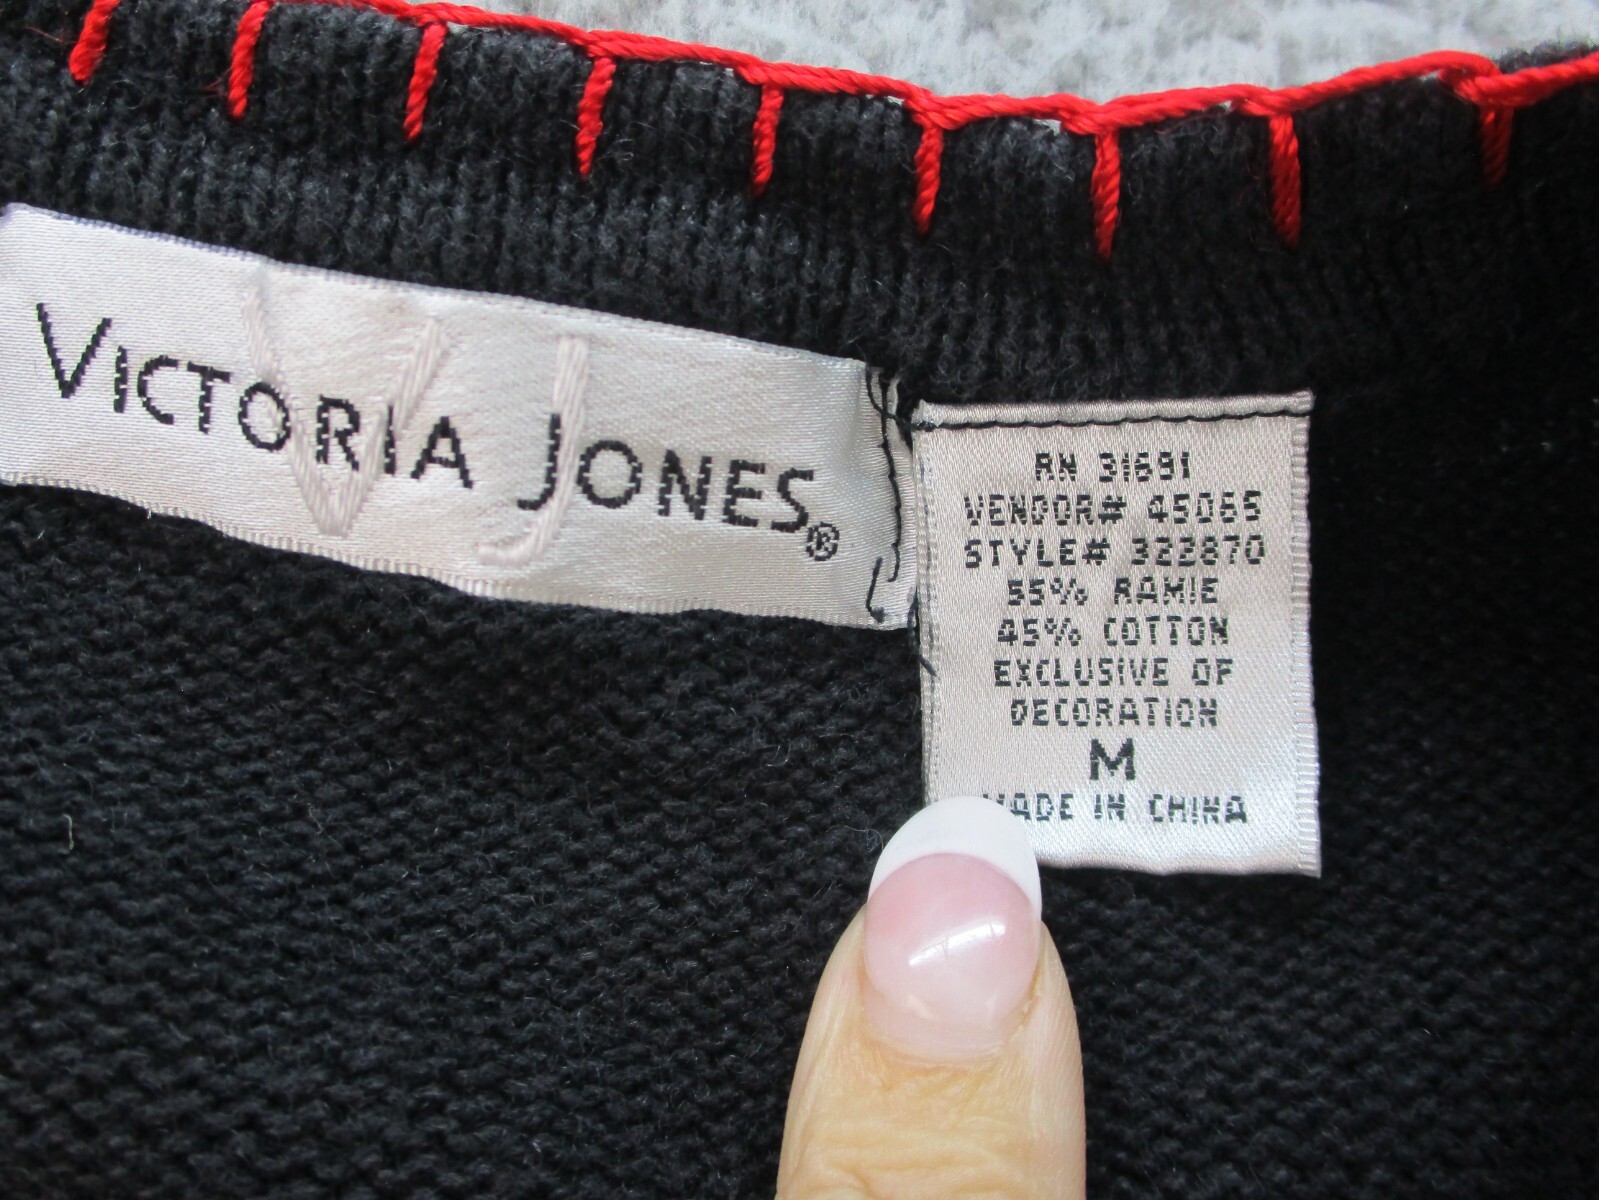 VICTORIA JONES®
RN 31691
VENDOR# 45065
STYLE# 322870
55% RAMIE
45% COTTON
EXCLUSIVE OF
DECORATION
M
MADE IN CHINA